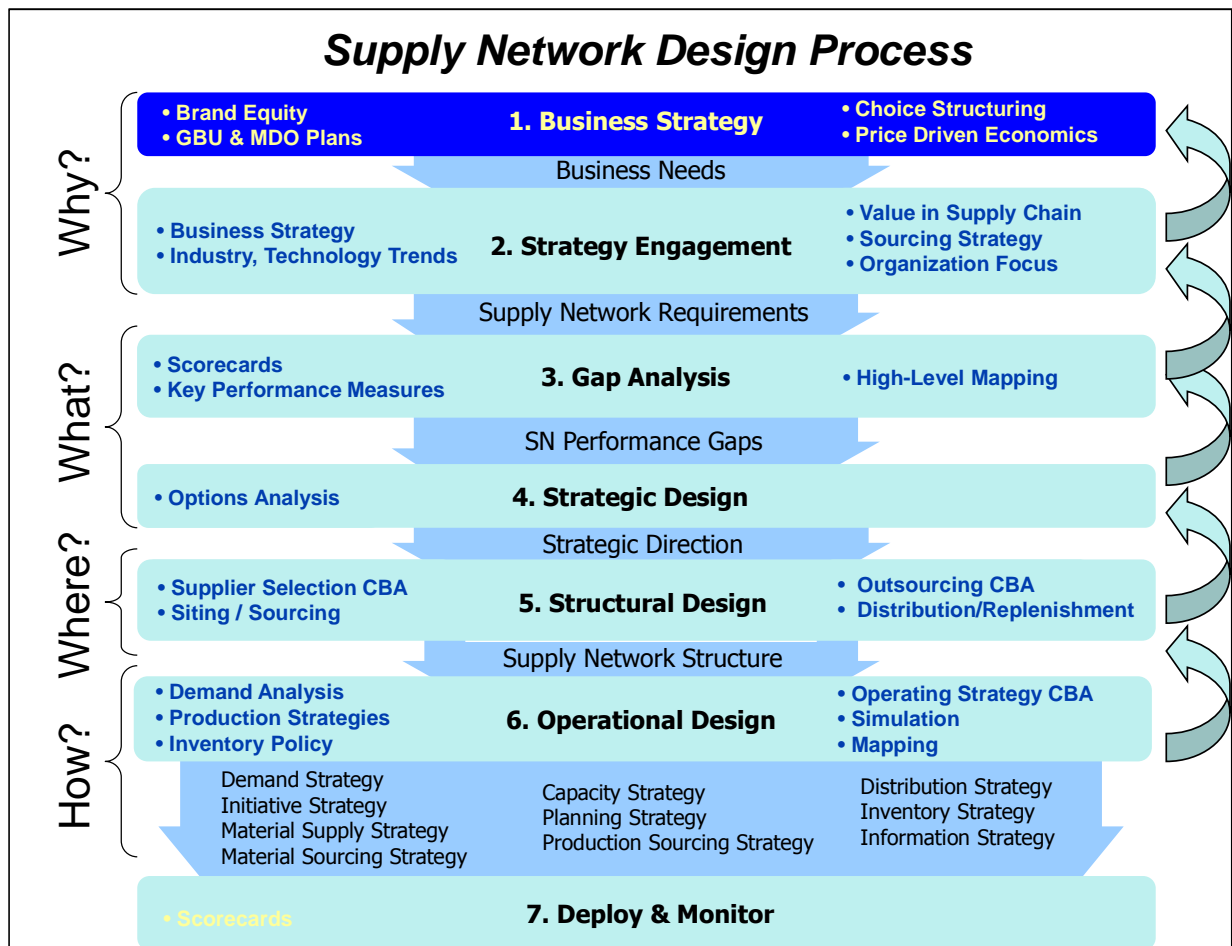 Supply Network Design Process
Why?
• Brand Equity
• GBU & MDO Plans
1. Business Strategy
• Choice Structuring
• Price Driven Economics
Business Needs
• Business Strategy
• Industry, Technology Trends
2. Strategy Engagement
• Value in Supply Chain
• Sourcing Strategy
• Organization Focus
Supply Network Requirements
What?
• Scorecards
• Key Performance Measures
3. Gap Analysis
• High-Level Mapping
SN Performance Gaps
• Options Analysis
4. Strategic Design
Strategic Direction
Where?
• Supplier Selection CBA
• Siting / Sourcing
5. Structural Design
• Outsourcing CBA
• Distribution/Replenishment
Supply Network Structure
How?
• Demand Analysis
• Production Strategies
• Inventory Policy
6. Operational Design
• Operating Strategy CBA
• Simulation
• Mapping
Demand Strategy
Initiative Strategy
Material Supply Strategy
Material Sourcing Strategy
Capacity Strategy
Planning Strategy
Production Sourcing Strategy
Distribution Strategy
Inventory Strategy
Information Strategy
• Scorecards
7. Deploy & Monitor